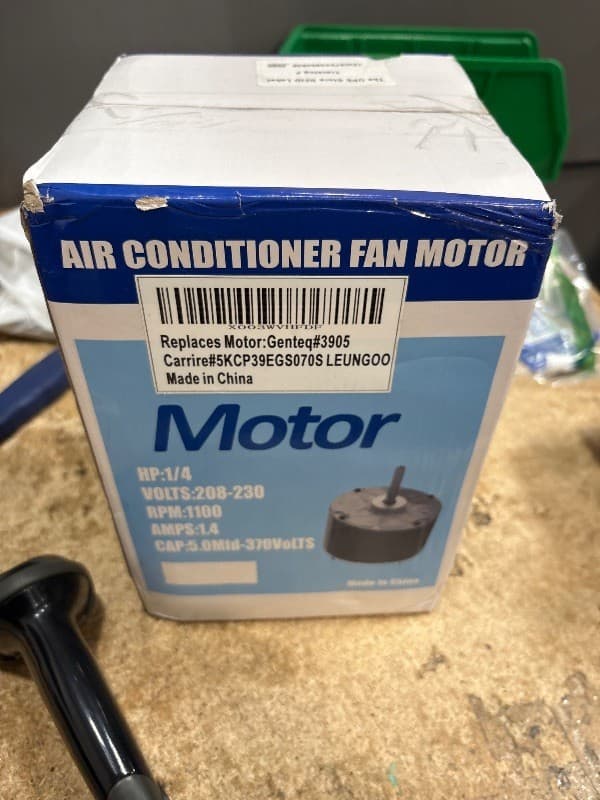 AIR CONDITIONER FAN MOTOR
X003WVHFDF
Replaces Motor:Genteq#3905
Carrire#5KCP39EGS070S LEUNGOO
Made in China
Motor
HP:1/4
VOLTS:208-230
RPM:1100
AMPS:1.4
CAP:5.0Mfd-370VoLTS
Made in China